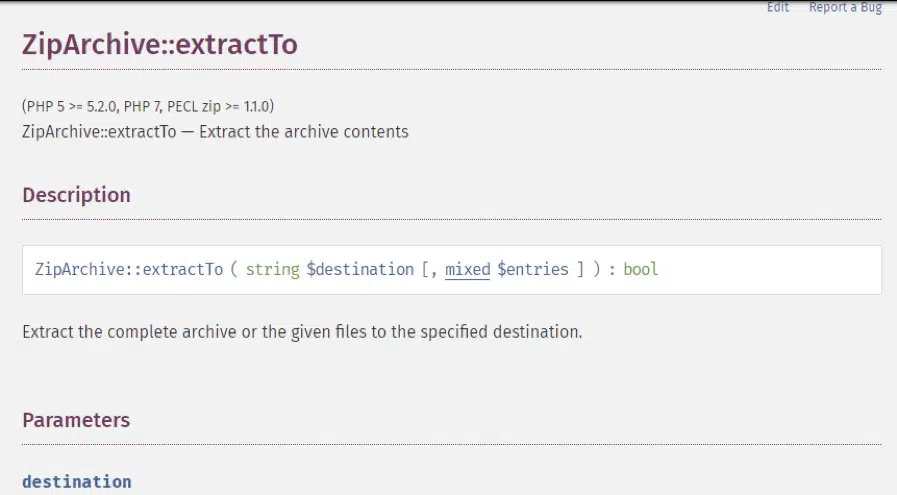 Edit Report a Bug
ZipArchive::extractTo
(PHP 5 >= 5.2.0, PHP 7, PECL zip >= 1.1.0)
ZipArchive::extractTo — Extract the archive contents
Description
ZipArchive::extractTo ( string $destination [, mixed $entries ] ) : bool
Extract the complete archive or the given files to the specified destination.
Parameters
destination